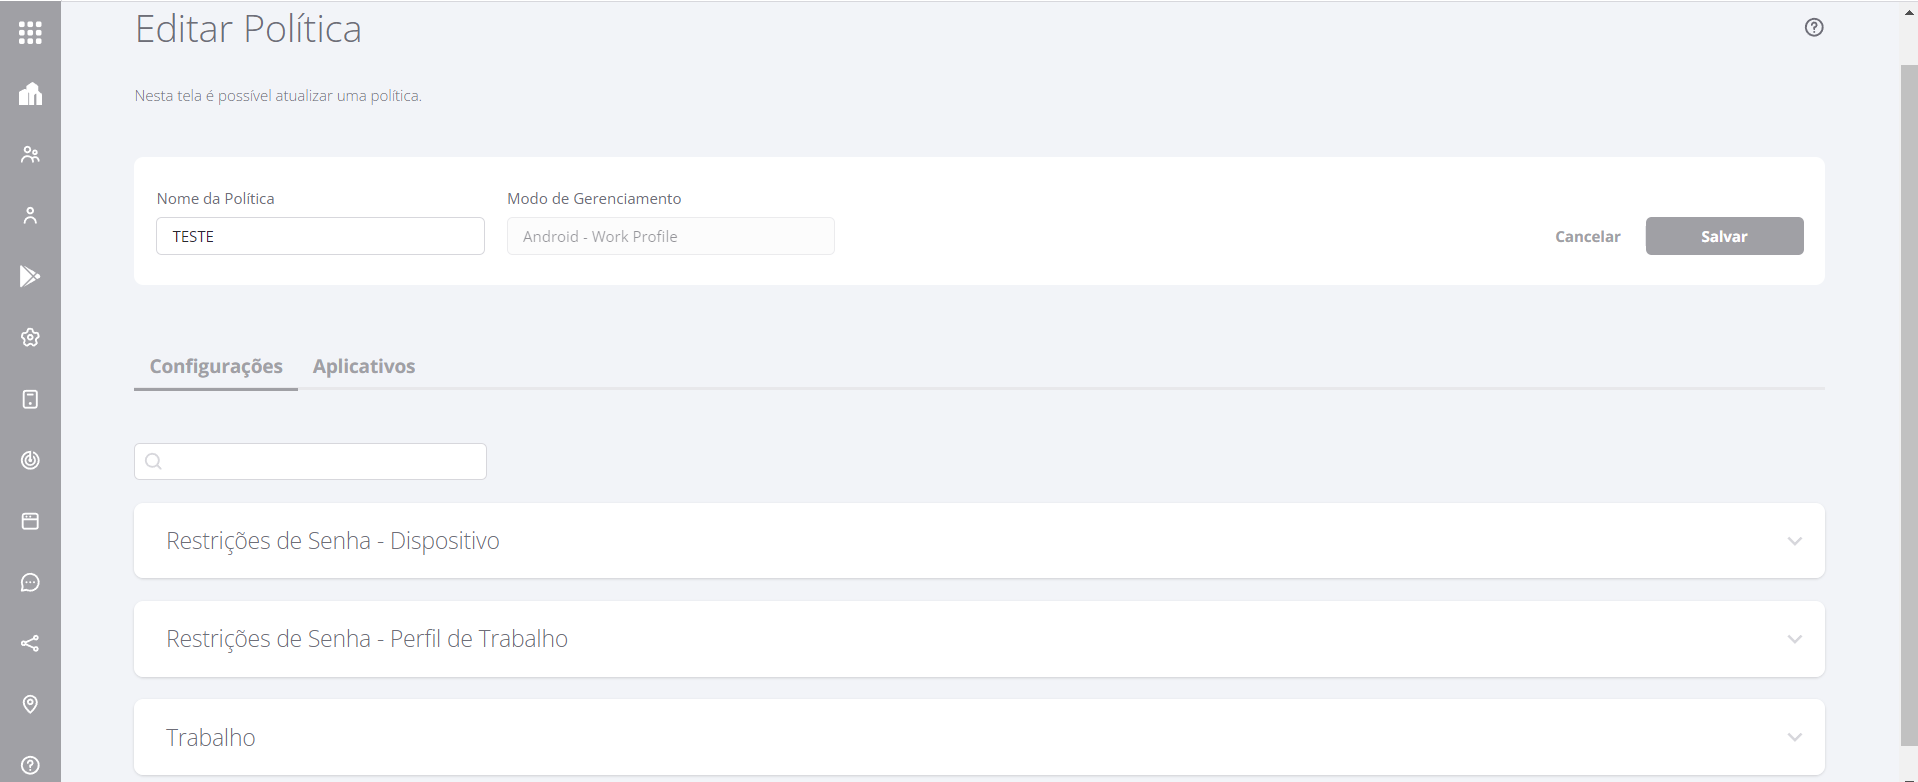 Editar Política
Nesta tela é possível atualizar uma política.
Nome da Política
Modo de Gerenciamento
TESTE
Android - Work Profile
Cancelar
Salvar
Configurações
Aplicativos
Restrições de Senha - Dispositivo
Restrições de Senha - Perfil de Trabalho
Trabalho